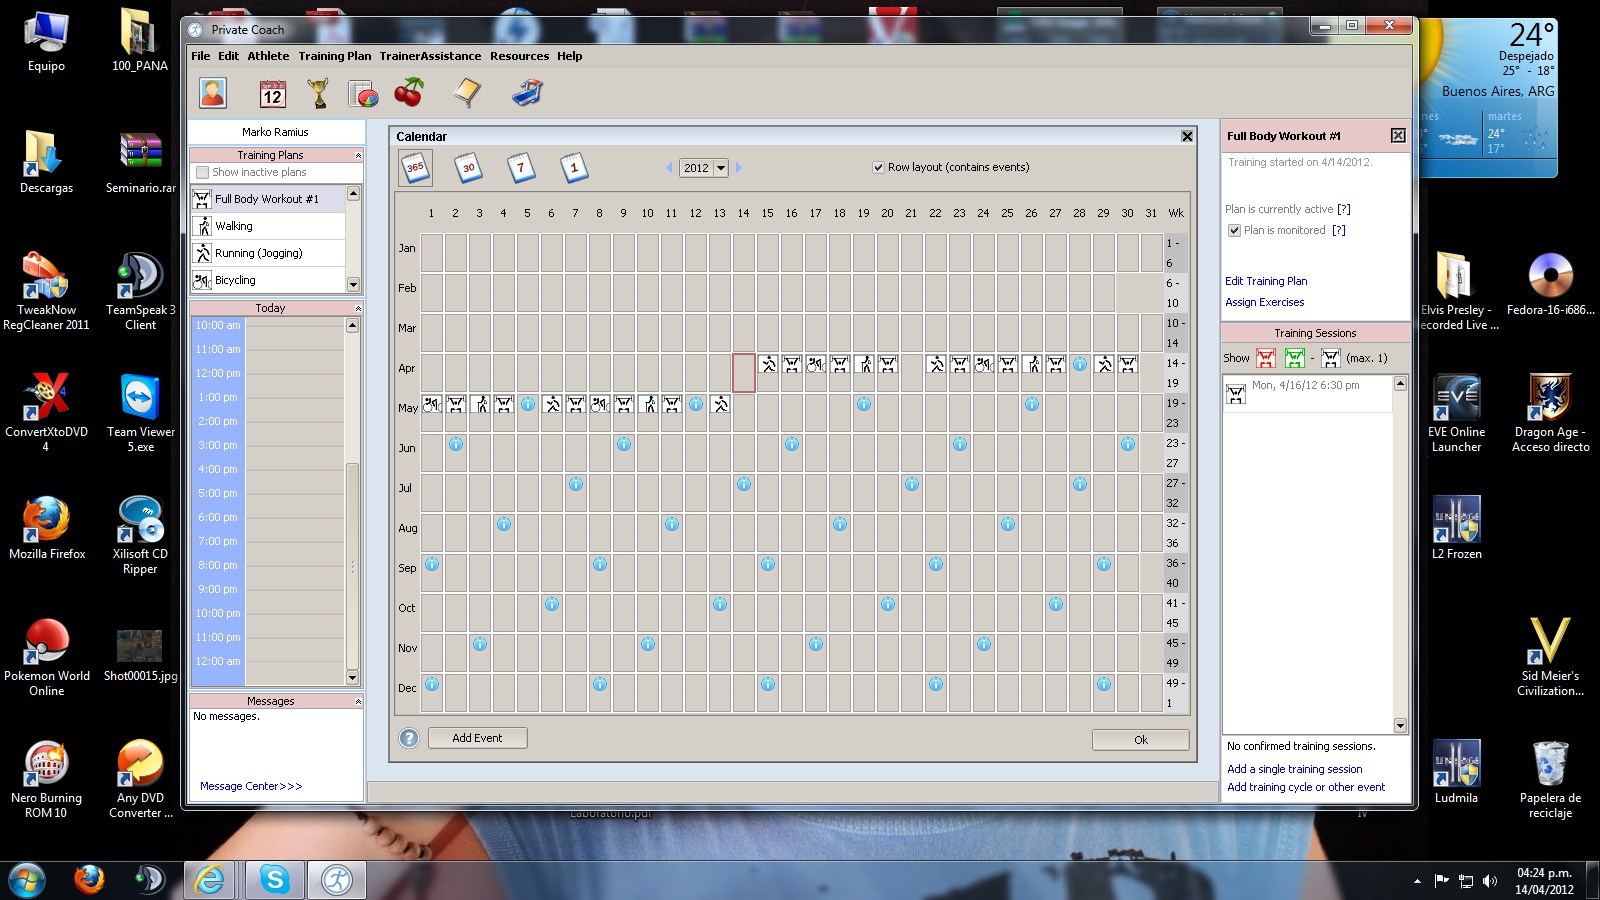 Equipo
100_PANA
Descargas
Seminario.rar
TweakNow
RegCleaner 2011
TeamSpeak 3
Client
ConvertXtoDVD
4
Team Viewer
5.exe
Mozilla Firefox
Xilisoft CD
Ripper
Pokemon World
Online
Shot00015.jpg
Nero Burning
ROM 10
Any DVD
Converter ...
Private Coach
File Edit Athlete Training Plan TrainerAssistance Resources Help
12
Marko Ramius
Training Plans
Show inactive plans
Full Body Workout #1
Walking
Running (Jogging)
Bicycling
Today
10:00 am
11:00 am
12:00 pm
1:00 pm
2:00 pm
3:00 pm
4:00 pm
5:00 pm
6:00 pm
7:00 pm
8:00 pm
9:00 pm
10:00 pm
11:00 pm
12:00 am
Messages
No messages.
Message Center>>>
Calendar
365 30 7 1
2012
Row layout (contains events)
1 2 3 4 5 6 7 8 9 10 11 12 13 14 15 16 17 18 19 20 21 22 23 24 25 26 27 28 29 30 31 Wk
Jan 1 -
6
Feb 6 -
10
Mar 10 -
14
Apr 14 -
19
May 19 -
23
Jun 23 -
27
Jul 27 -
32
Aug 32 -
36
Sep 36 -
40
Oct 41 -
45
Nov 45 -
49
Dec 49 -
1
Add Event
Ok
Full Body Workout #1
Training started on 4/14/2012.
Plan is currently active [?]
Plan is monitored [?]
Edit Training Plan
Assign Exercises
Training Sessions
Show - (max. 1)
Mon, 4/16/12 6:30 pm
No confirmed training sessions.
Add a single training session
Add training cycle or other event
24°
Despejado
25° - 18°
Buenos Aires, ARG
martes
24°
17°
Elvis Presley -
ecorded Live ...
Fedora-16-i686...
EVE Online
Launcher
Dragon Age -
Acceso directo
L2 Frozen
Sid Meier's
Civilization...
Ludmila
Papelera de
reciclaje
Laboratorio.pdf
IV
04:24 p.m.
14/04/2012